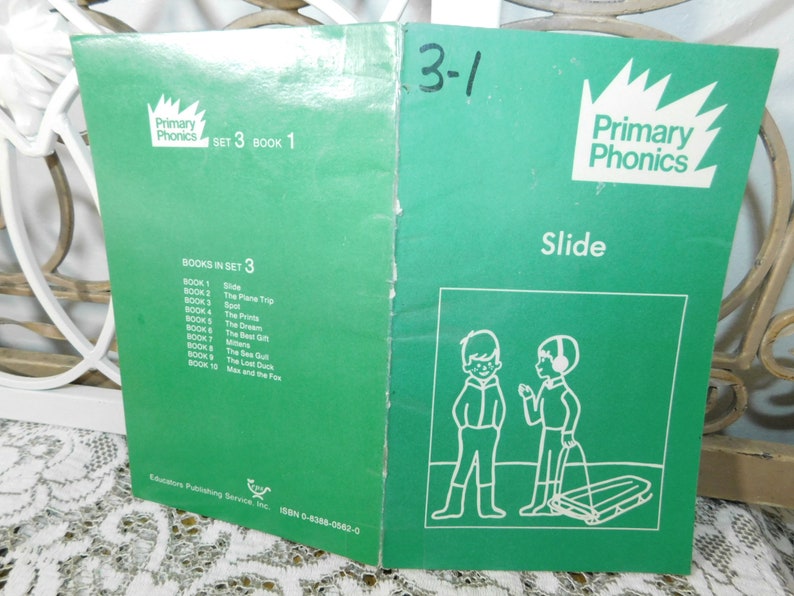 Primary
Phonics
SET 3 BOOK 1
BOOKS IN SET 3
BOOK 1 Slide
BOOK 2 The Plane Trip
BOOK 3 Spot
BOOK 4 The Prints
BOOK 5 The Dream
BOOK 6 The Best Gift
BOOK 7 Mittens
BOOK 8 The Sea Gull
BOOK 9 The Lost Duck
BOOK 10 Max and the Fox
eps
Educators Publishing Service, Inc.
ISBN 0-8388-0562-0
3-1
Primary
Phonics
Slide